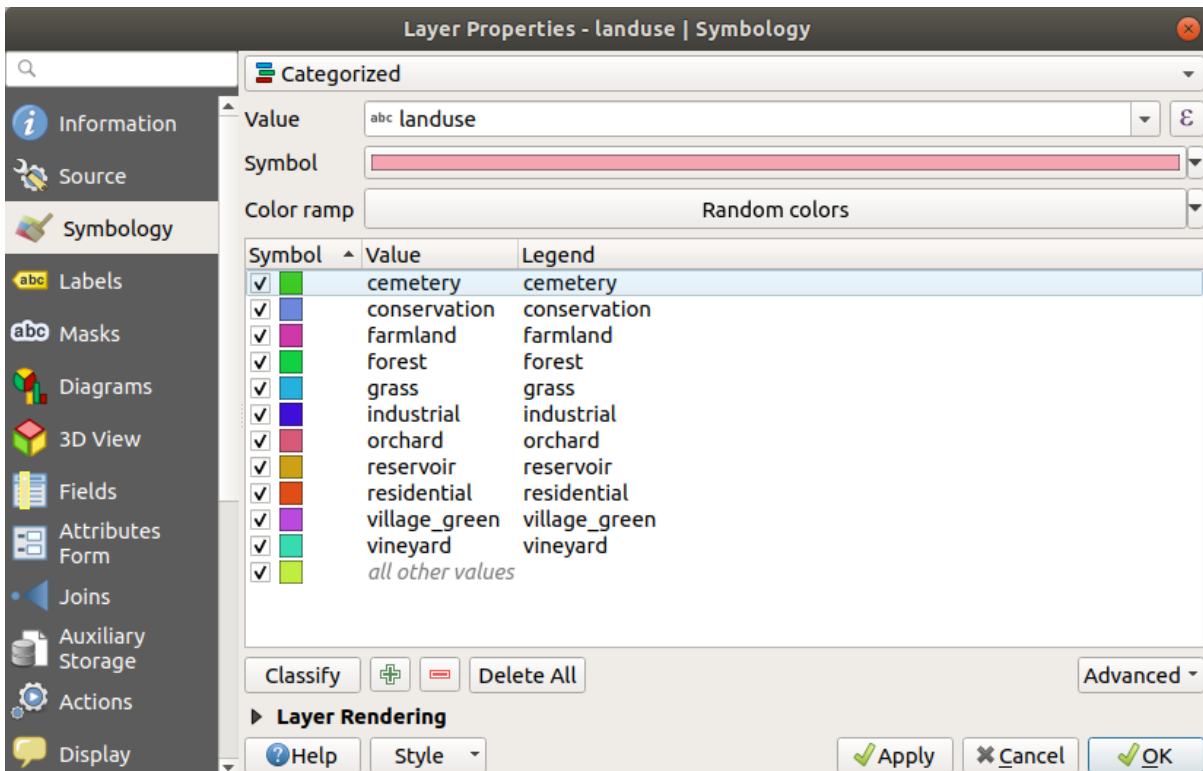 Layer Properties - landuse | Symbology
Information
Source
Symbology
Labels
Masks
Diagrams
3D View
Fields
Attributes
Form
Joins
Auxiliary
Storage
Actions
Display
Categorized
Value abc landuse ε
Symbol
Color ramp Random colors
Symbol Value Legend
cemetery cemetery
conservation conservation
farmland farmland
forest forest
grass grass
industrial industrial
orchard orchard
reservoir reservoir
residential residential
village_green village_green
vineyard vineyard
all other values
Classify Delete All Advanced
Layer Rendering
Help Style Apply Cancel OK